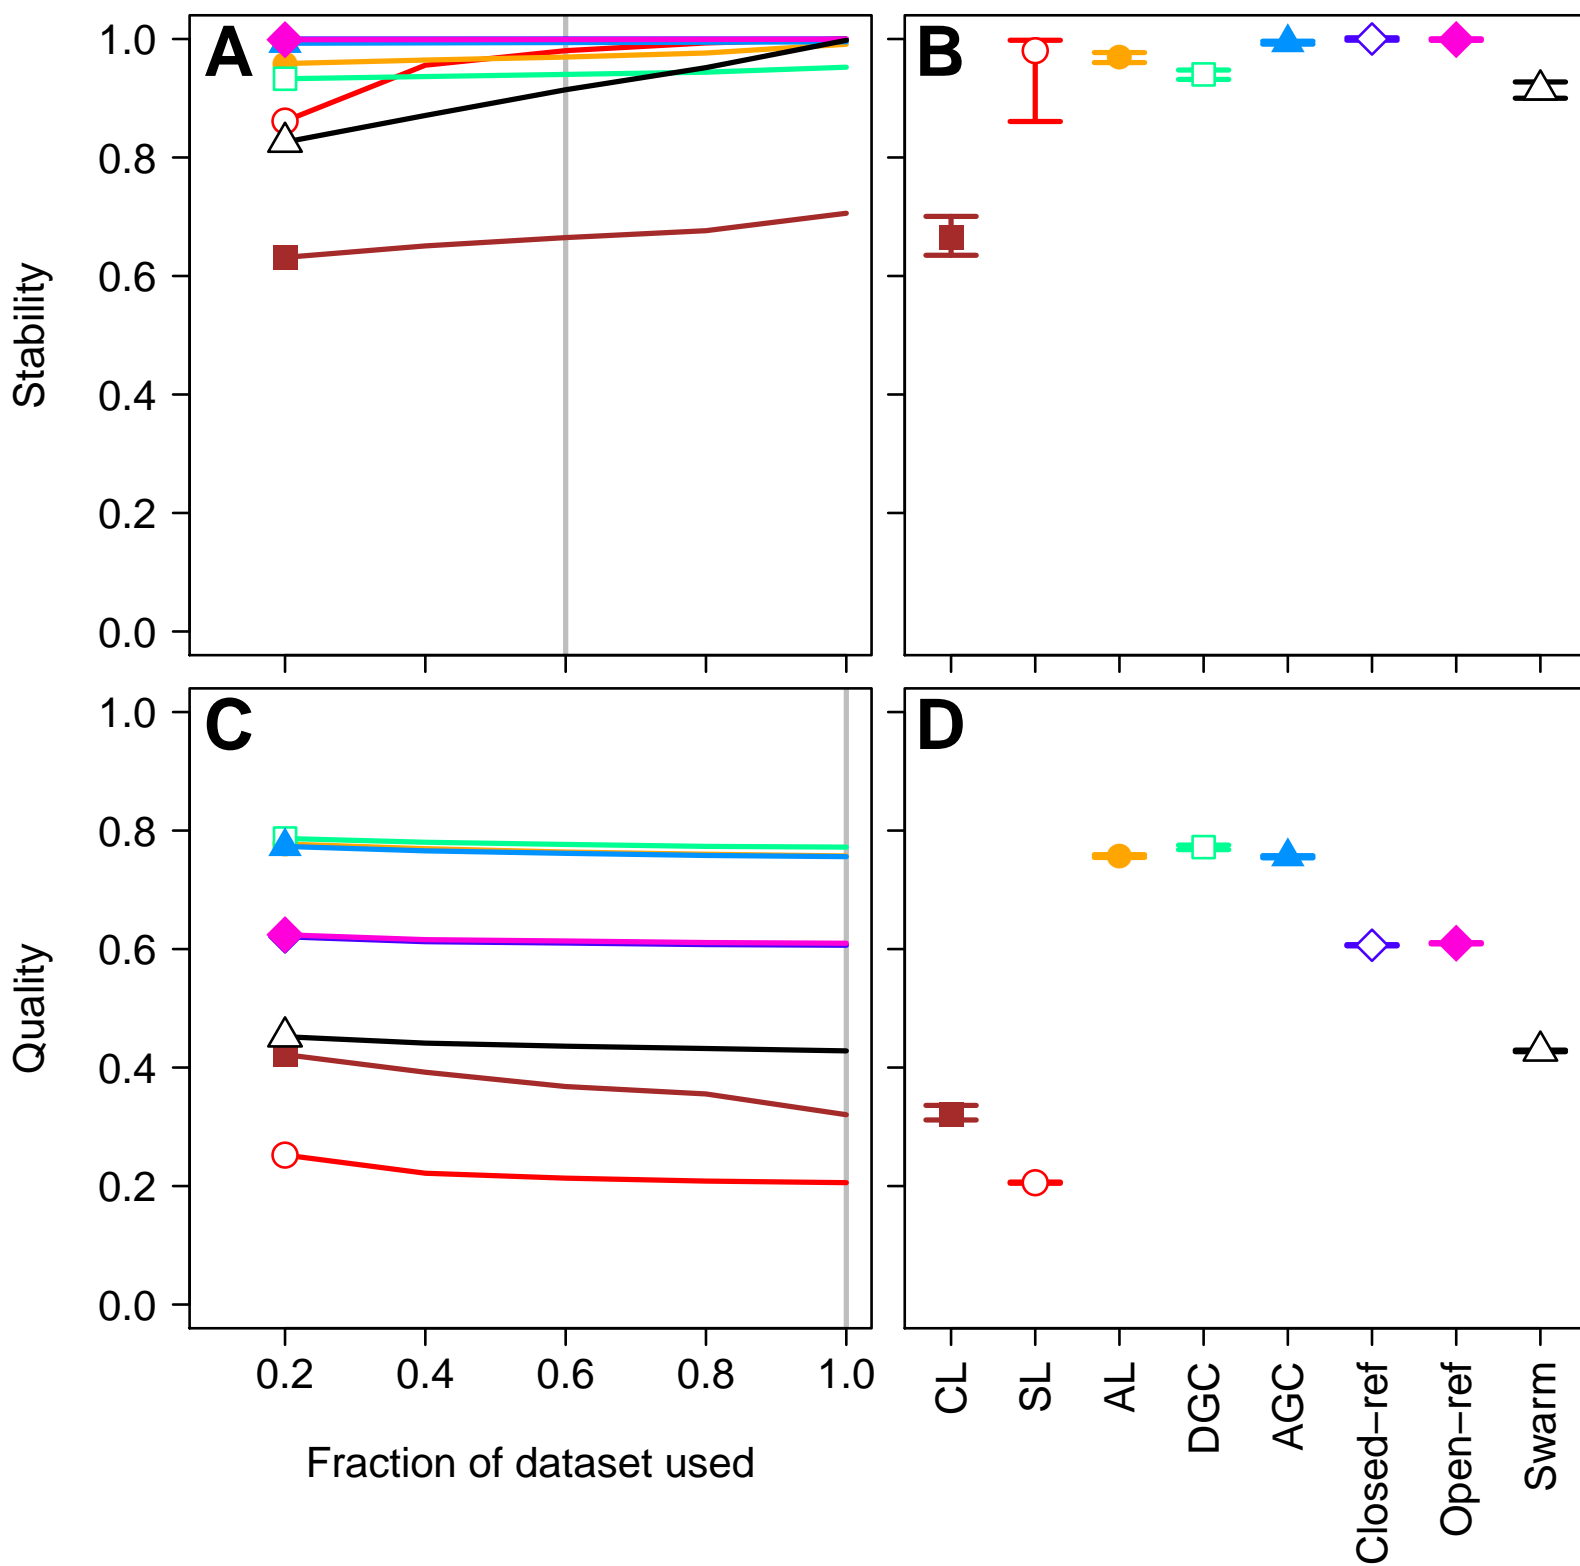 A
B
1.0
0.8
0.6
0.4
0.2
0.0
Stability
C
D
1.0
0.8
0.6
0.4
0.2
0.0
Quality
0.2 0.4 0.6 0.8 1.0
Fraction of dataset used
CL
SL
AL
DGC
AGC
Closed−ref
Open−ref
Swarm